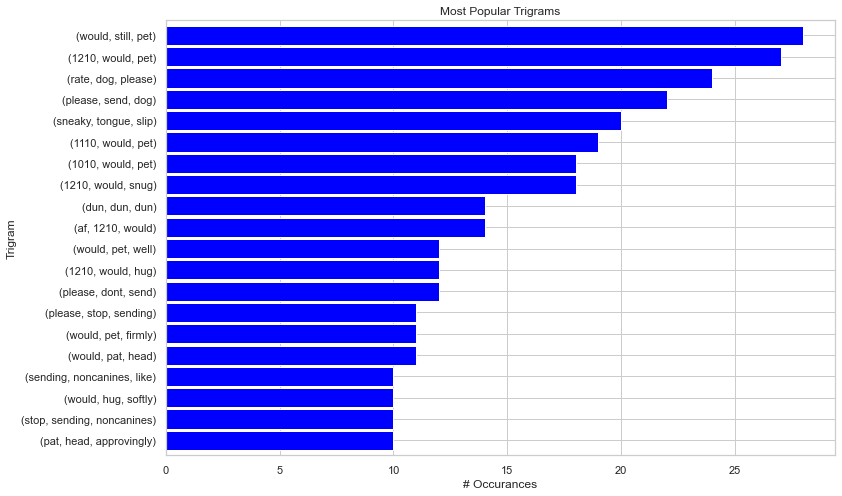 Most Popular Trigrams
Trigram
(would, still, pet)
(1210, would, pet)
(rate, dog, please)
(please, send, dog)
(sneaky, tongue, slip)
(1110, would, pet)
(1010, would, pet)
(1210, would, snug)
(dun, dun, dun)
(af, 1210, would)
(would, pet, well)
(1210, would, hug)
(please, dont, send)
(please, stop, sending)
(would, pet, firmly)
(would, pat, head)
(sending, noncanines, like)
(would, hug, softly)
(stop, sending, noncanines)
(pat, head, approvingly)
0 5 10 15 20 25
# Occurances